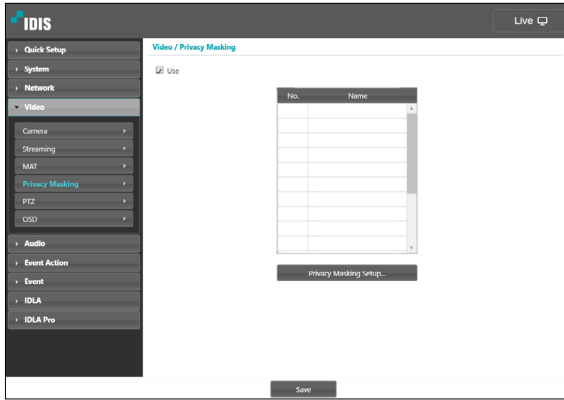 IDIS
Live
Quick Setup
System
Network
Video
Camera
Streaming
MAT
Privacy Masking
PTZ
OSD
Audio
Event Action
Event
IDLA
IDLA Pro
Video / Privacy Masking
Use
No. Name
Privacy Masking Setup...
Save